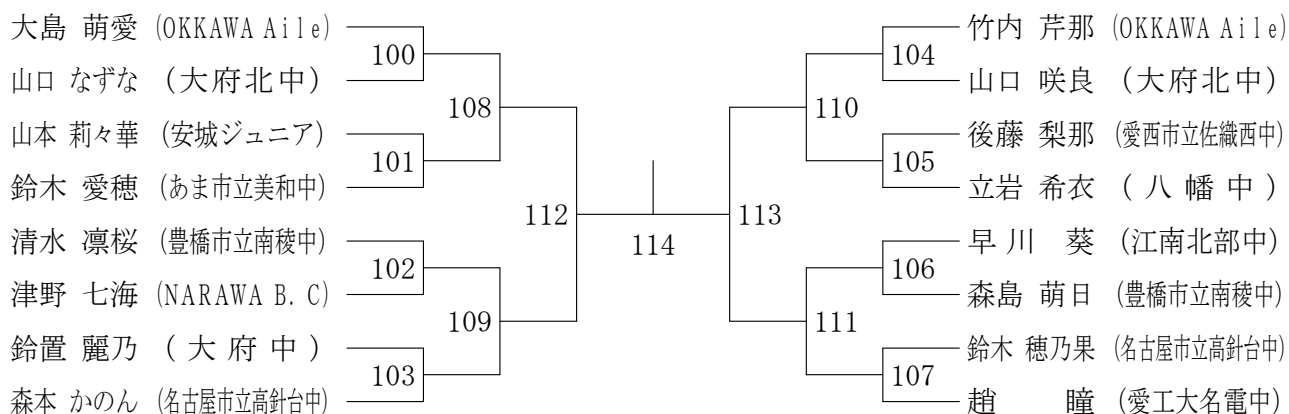 大島 萌愛 (OKKAWA Aile)
100
山口 なずな (大府北中)
108
山本 莉々華 (安城ジュニア)
101
鈴木 愛穂 (あま市立美和中)
112
清水 凛桜 (豊橋市立南稜中)
102
津野 七海 (NARAWA B.C)
109
鈴置 麗乃 (大府中)
103
森本 かのん (名古屋市立高針台中)
114
竹内 芹那 (OKKAWA Aile)
104
山口 咲良 (大府北中)
110
後藤 梨那 (愛西市立佐織西中)
105
立岩 希衣 (八幡中)
113
早川 葵 (江南北部中)
106
森島 萌日 (豊橋市立南稜中)
111
鈴木 穂乃果 (名古屋市立高針台中)
107
趙 瞳 (愛工大名電中)